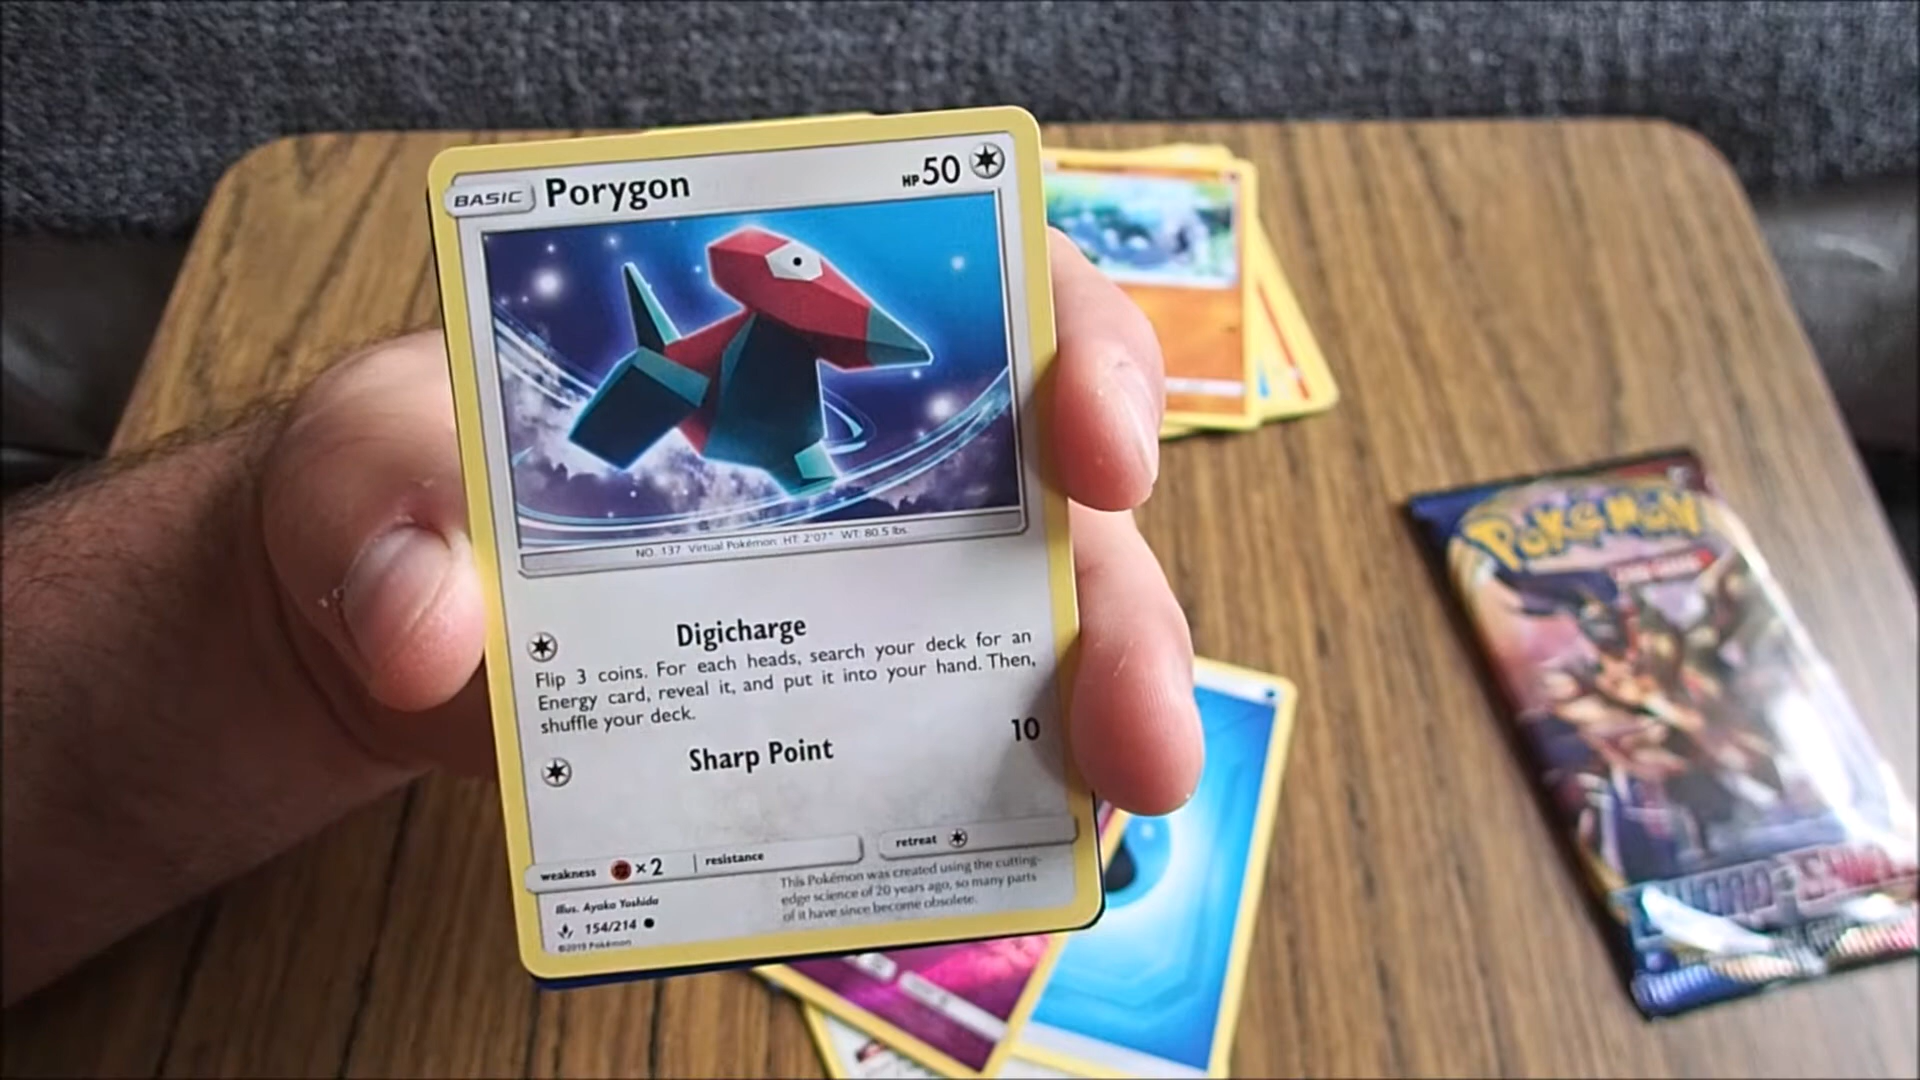 BASIC Porygon HP 50
NO. 137 Virtual Pokémon HT: 2'07" WT: 80.5 lbs.
Digicharge
Flip 3 coins. For each heads, search your deck for an
Energy card, reveal it, and put it into your hand. Then,
shuffle your deck.
Sharp Point 10
weakness ×2 resistance retreat
This Pokémon was created using the cutting-
edge science of 20 years ago, so many parts
of it have since become obsolete.
Illus. Ayaka Yoshida
154/214
©2019 Pokémon
POKéMON